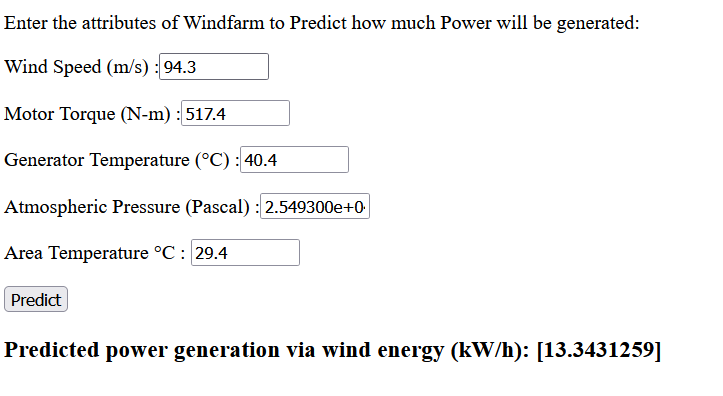 Enter the attributes of Windfarm to Predict how much Power will be generated:
Wind Speed (m/s) : 94.3
Motor Torque (N-m) : 517.4
Generator Temperature (°C) : 40.4
Atmospheric Pressure (Pascal) : 2.549300e+0
Area Temperature °C : 29.4
Predict
Predicted power generation via wind energy (kW/h): [13.3431259]